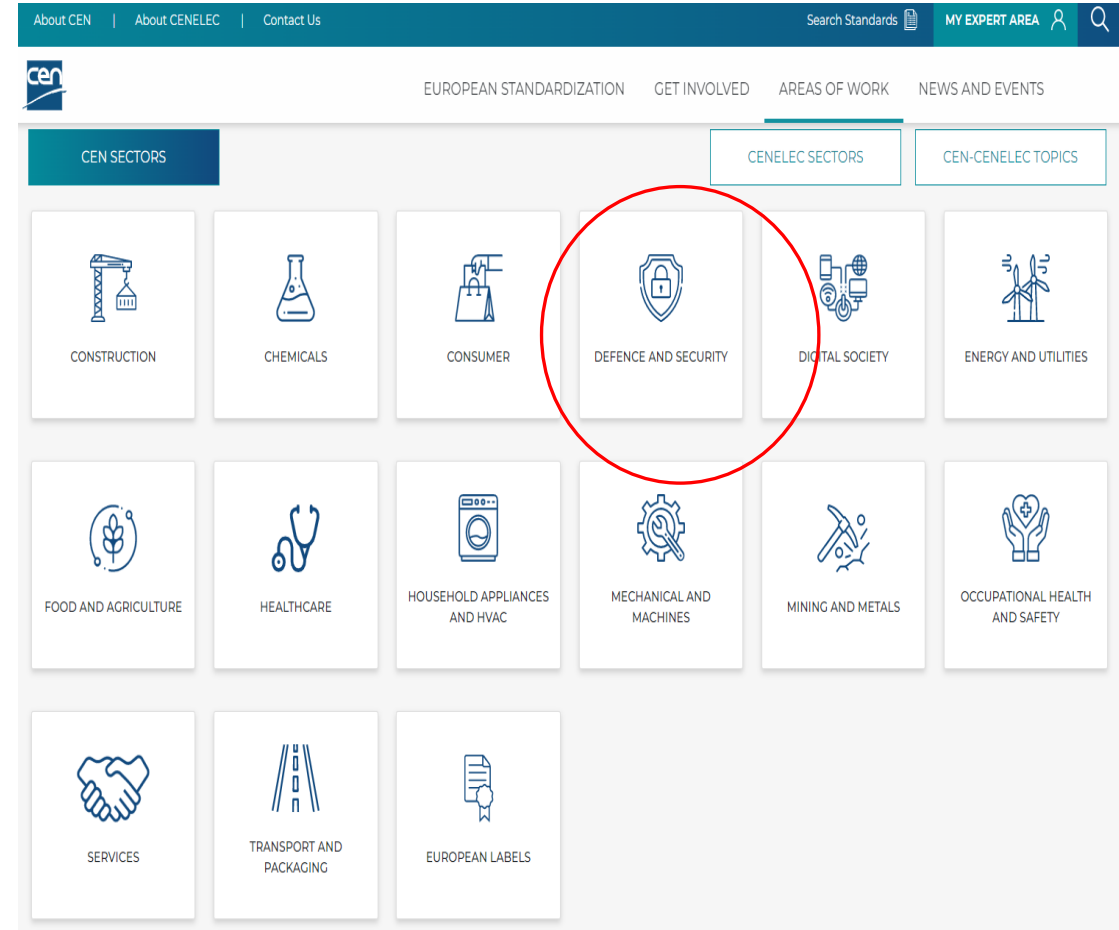 About CEN | About CENELEC | Contact Us
Search Standards
MY EXPERT AREA
cen
EUROPEAN STANDARDIZATION
GET INVOLVED
AREAS OF WORK
NEWS AND EVENTS
CEN SECTORS
CENELEC SECTORS
CEN-CENELEC TOPICS
CONSTRUCTION
CHEMICALS
CONSUMER
DEFENCE AND SECURITY
DIGITAL SOCIETY
ENERGY AND UTILITIES
FOOD AND AGRICULTURE
HEALTHCARE
HOUSEHOLD APPLIANCES
AND HVAC
MECHANICAL AND
MACHINES
MINING AND METALS
OCCUPATIONAL HEALTH
AND SAFETY
SERVICES
TRANSPORT AND
PACKAGING
EUROPEAN LABELS